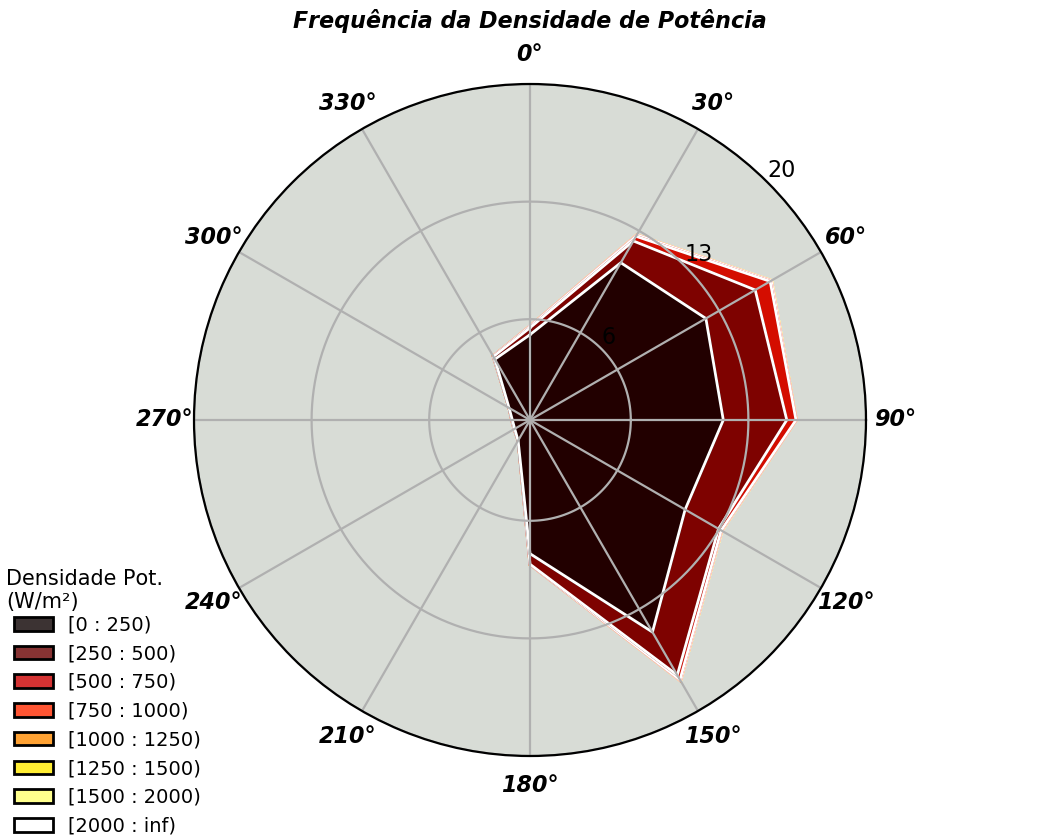 Frequência da Densidade de Potência
0°
330°
30°
20
300°
60°
13
6
270°
90°
240°
120°
210°
150°
180°
Densidade Pot.
(W/m²)
[0 : 250)
[250 : 500)
[500 : 750)
[750 : 1000)
[1000 : 1250)
[1250 : 1500)
[1500 : 2000)
[2000 : inf)